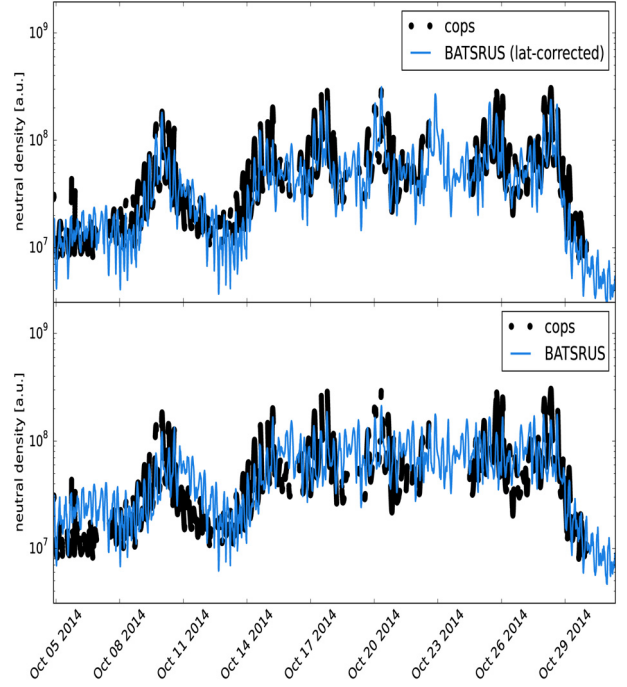 10⁹
cops
BATSRUS (lat-corrected)
neutral density [a.u.]
10⁸
10⁷
10⁹
cops
BATSRUS
neutral density [a.u.]
10⁸
10⁷
Oct 05 2014
Oct 08 2014
Oct 11 2014
Oct 14 2014
Oct 17 2014
Oct 20 2014
Oct 23 2014
Oct 26 2014
Oct 29 2014